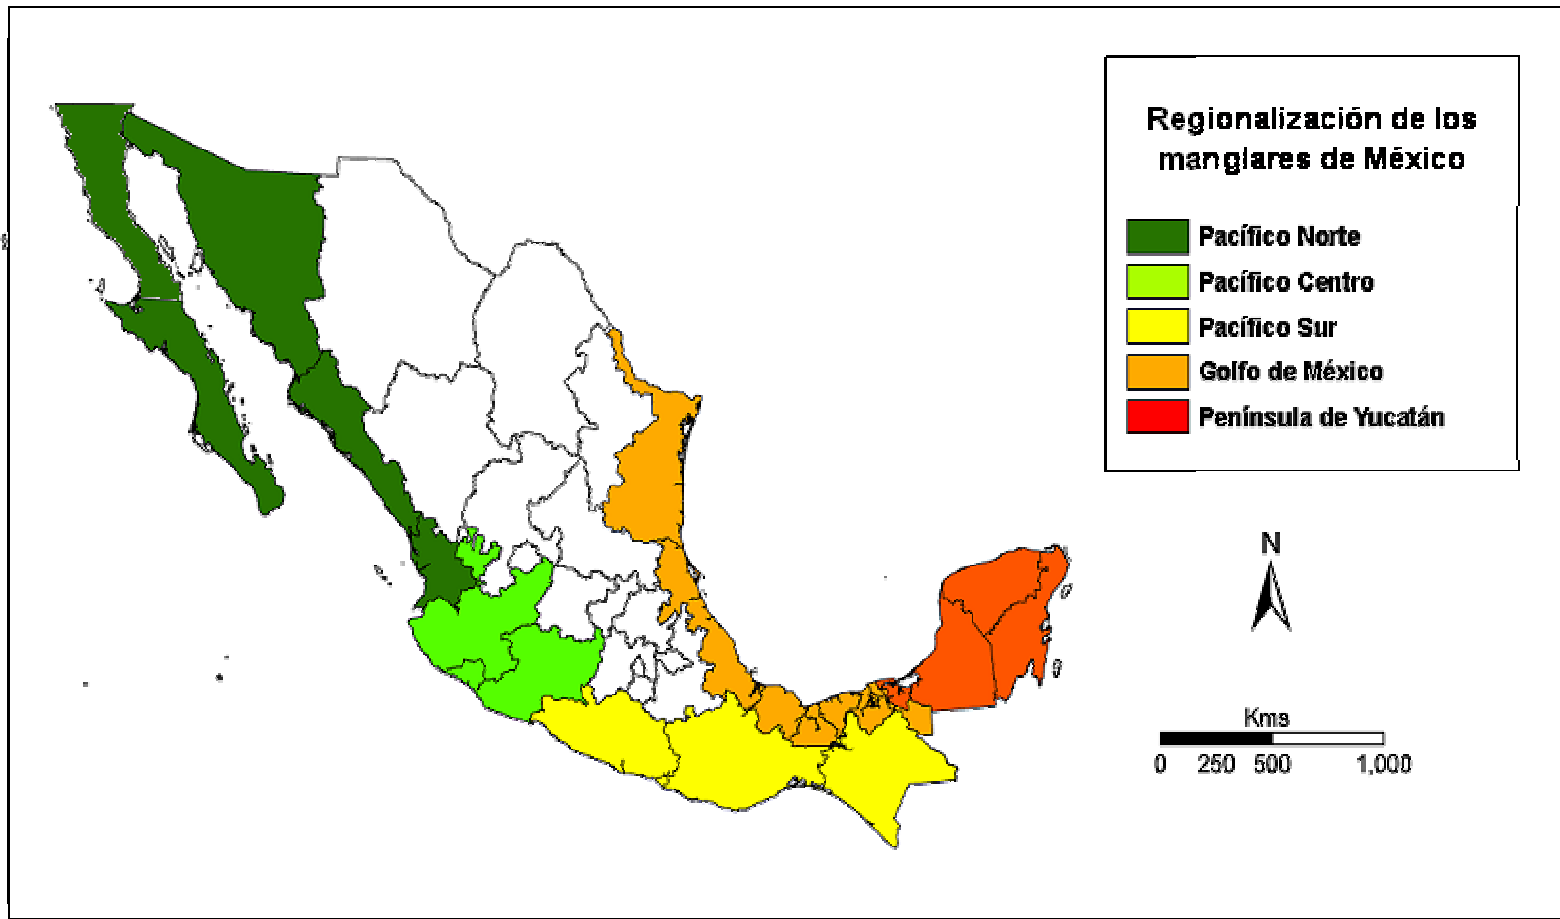 Regionalización de los
manglares de México
Pacífico Norte
Pacífico Centro
Pacífico Sur
Golfo de México
Península de Yucatán
N
Kms
0 250 500 1,000